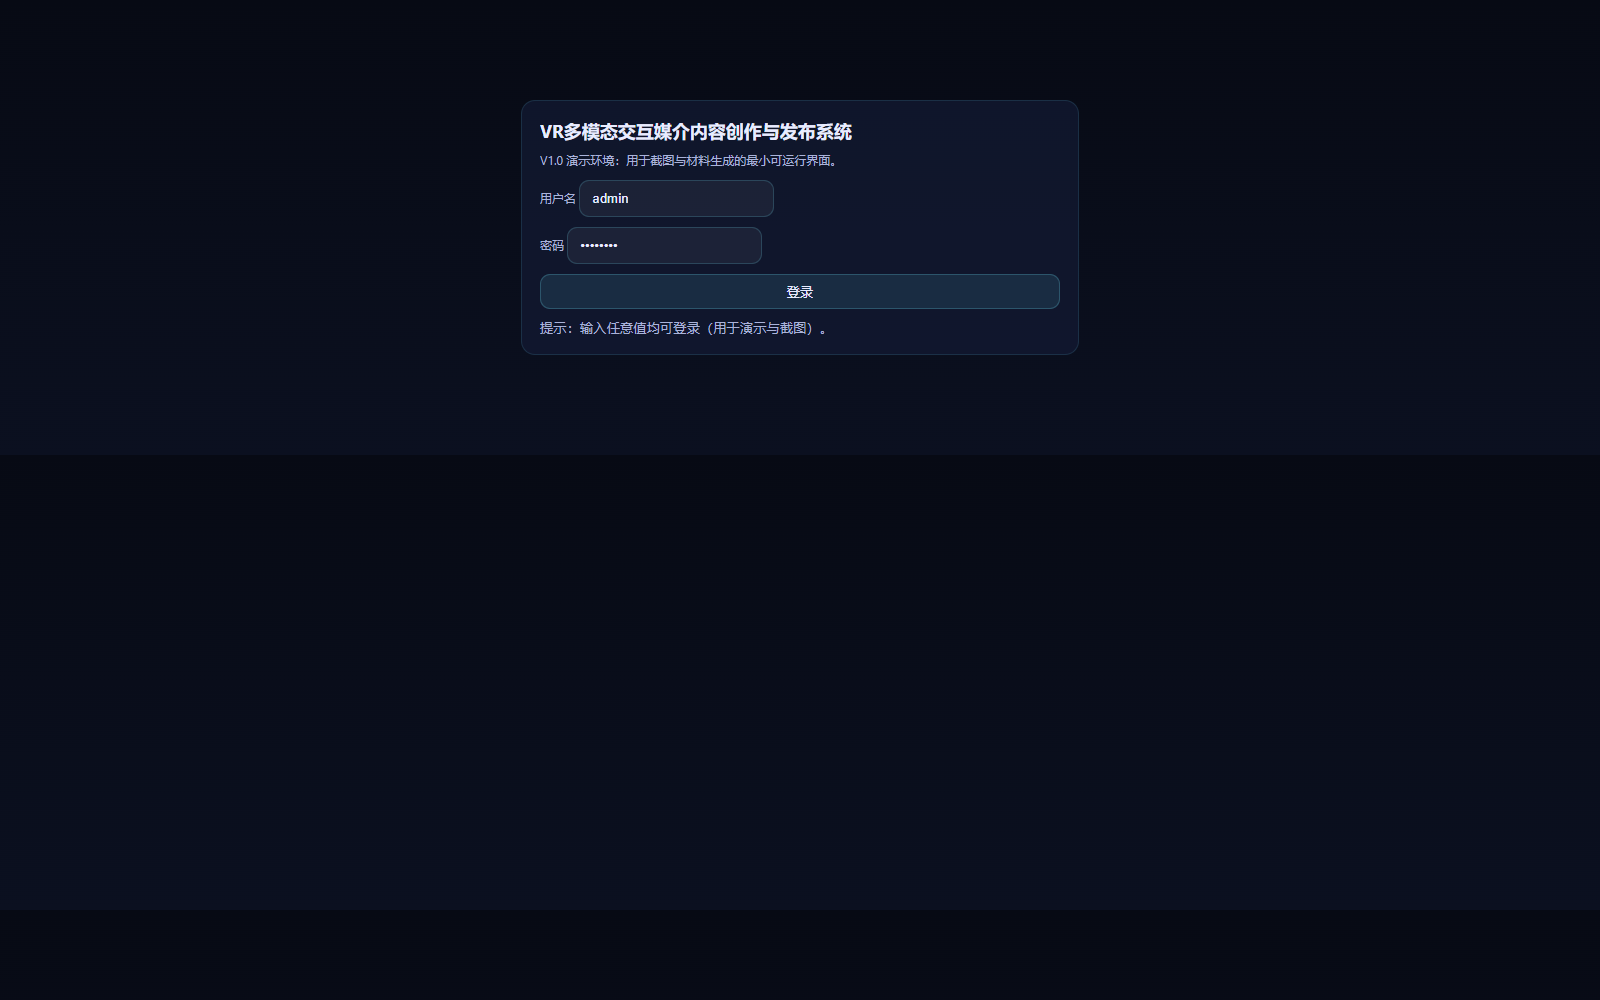 VR多模态交互媒介内容创作与发布系统
V1.0 演示环境：用于截图与材料生成的最小可运行界面。
用户名 admin
密码 ••••••••
登录
提示：输入任意值均可登录（用于演示与截图）。